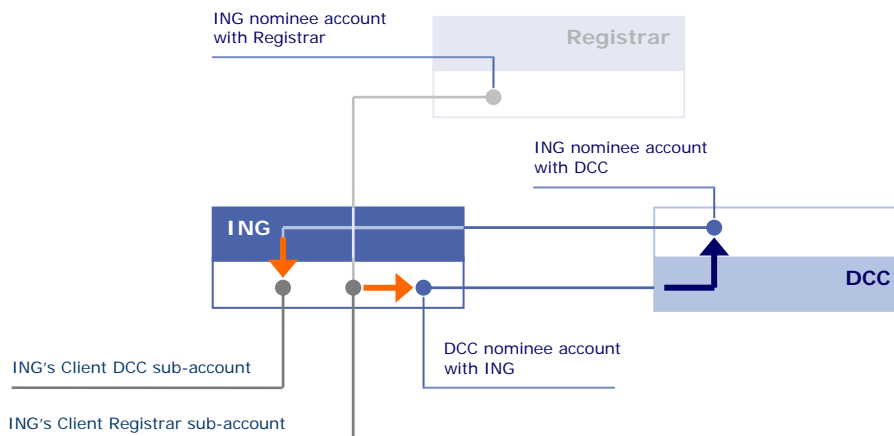 ING nominee account
with Registrar
Registrar
ING nominee account
with DCC
ING
DCC
DCC nominee account
with ING
ING's Client DCC sub-account
ING's Client Registrar sub-account